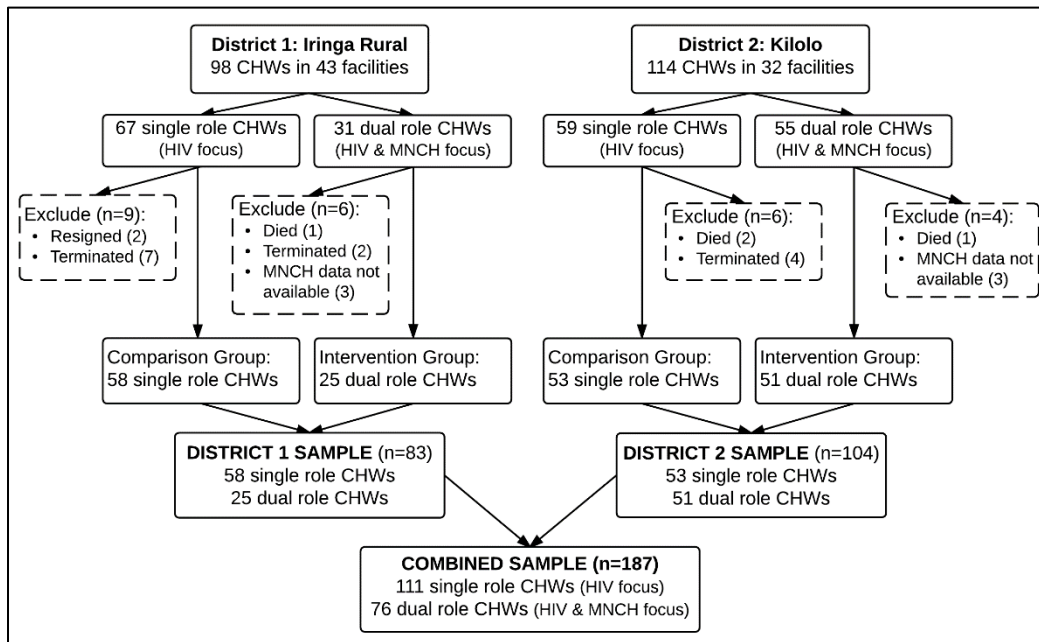 District 1: Iringa Rural
98 CHWs in 43 facilities
District 2: Kilolo
114 CHWs in 32 facilities
67 single role CHWs
(HIV focus)
31 dual role CHWs
(HIV & MNCH focus)
59 single role CHWs
(HIV focus)
55 dual role CHWs
(HIV & MNCH focus)
Exclude (n=9):
• Resigned (2)
• Terminated (7)
Exclude (n=6):
• Died (1)
• Terminated (2)
• MNCH data not
available (3)
Exclude (n=6):
• Died (2)
• Terminated (4)
Exclude (n=4):
• Died (1)
• MNCH data not
available (3)
Comparison Group:
58 single role CHWs
Intervention Group:
25 dual role CHWs
Comparison Group:
53 single role CHWs
Intervention Group:
51 dual role CHWs
DISTRICT 1 SAMPLE (n=83)
58 single role CHWs
25 dual role CHWs
DISTRICT 2 SAMPLE (n=104)
53 single role CHWs
51 dual role CHWs
COMBINED SAMPLE (n=187)
111 single role CHWs (HIV focus)
76 dual role CHWs (HIV & MNCH focus)